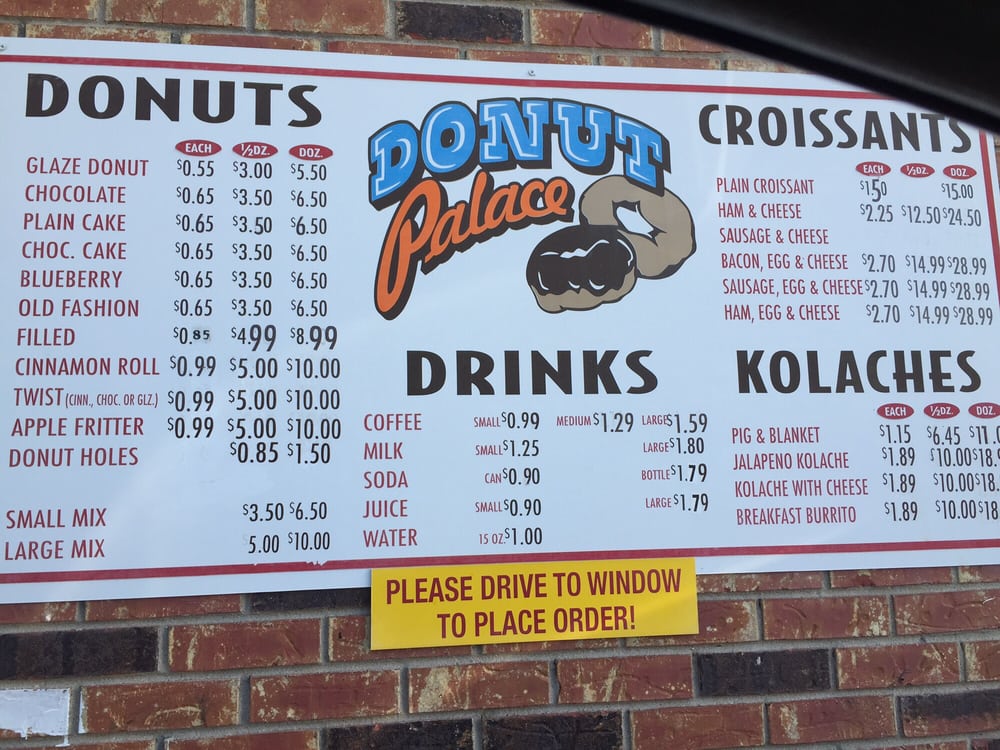 DONUTS
EACH ½DZ. DOZ.
GLAZE DONUT $0.55 $3.00 $5.50
CHOCOLATE $0.65 $3.50 $6.50
PLAIN CAKE $0.65 $3.50 $6.50
CHOC. CAKE $0.65 $3.50 $6.50
BLUEBERRY $0.65 $3.50 $6.50
OLD FASHION $0.65 $3.50 $6.50
FILLED $0.85 $4.99 $8.99
CINNAMON ROLL $0.99 $5.00 $10.00
TWIST (CINN., CHOC. OR GLZ.) $0.99 $5.00 $10.00
APPLE FRITTER $0.99 $5.00 $10.00
DONUT HOLES $0.85 $1.50
SMALL MIX $3.50 $6.50
LARGE MIX 5.00 $10.00
DONUT
Palace
DRINKS
COFFEE SMALL $0.99 MEDIUM $1.29 LARGE $1.59
MILK SMALL $1.25 LARGE $1.80
SODA CAN $0.90 BOTTLE $1.79
JUICE SMALL $0.90 LARGE $1.79
WATER 15 OZ. $1.00
CROISSANTS
EACH ½DZ. DOZ.
PLAIN CROISSANT $1.50 $15.00
HAM & CHEESE $2.25 $12.50 $24.50
SAUSAGE & CHEESE
BACON, EGG & CHEESE $2.70 $14.99 $28.99
SAUSAGE, EGG & CHEESE $2.70 $14.99 $28.99
HAM, EGG & CHEESE $2.70 $14.99 $28.99
KOLACHES
EACH ½DZ. DOZ.
PIG & BLANKET $1.15 $6.45 $11.0
JALAPENO KOLACHE $1.89 $10.00 $18.
KOLACHE WITH CHEESE $1.89 $10.00 $18.
BREAKFAST BURRITO $1.89 $10.00 $18
PLEASE DRIVE TO WINDOW
TO PLACE ORDER!